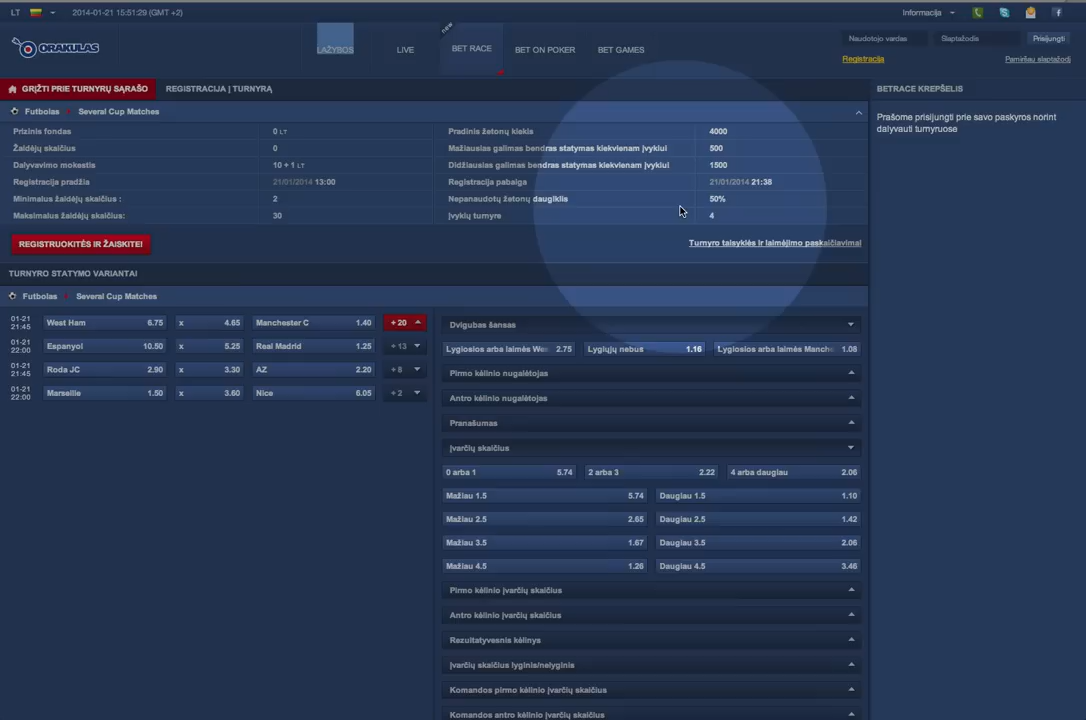 LT 2014-01-21 15:51:29 (GMT +2) Informacija
ORAKULAS LAŽYBOS LIVE new BET RACE BET ON POKER BET GAMES Naudotojo vardas Slaptažodis Prisijungti
Registracija Pamiršau slaptažodį
GRĮŽTI PRIE TURNYRŲ SĄRAŠO REGISTRACIJA Į TURNYRĄ BETRACE KREPŠELIS
Futbolas Several Cup Matches
Prašome prisijungti prie savo paskyros norint
dalyvauti turnyruose
Prizinis fondas 0 LT Pradinis žetonų kiekis 4000
Žaidėjų skaičius 0 Mažiausias galimas bendras statymas kiekvienam įvykiui 500
Dalyvavimo mokestis 10 + 1 LT Didžiausias galimas bendras statymas kiekvienam įvykiui 1500
Registracija pradžia 21/01/2014 13:00 Registracija pabaiga 21/01/2014 21:38
Minimalus žaidėjų skaičius : 2 Nepanaudotų žetonų daugiklis 50%
Maksimalus žaidėjų skaičius: 30 Įvykių turnyre 4
REGISTRUOKITĖS IR ŽAISKITE! Turnyro taisyklės ir laimėjimo paskaičiavimai
TURNYRO STATYMO VARIANTAI
Futbolas Several Cup Matches
01-21 21:45 West Ham 6.75 x 4.65 Manchester C 1.40 + 20
01-21 22:00 Espanyol 10.50 x 5.25 Real Madrid 1.25 + 13
01-21 21:45 Roda JC 2.90 x 3.30 AZ 2.20 + 8
01-21 22:00 Marseille 1.50 x 3.60 Nice 6.05 + 2
Dvigubas šansas
Lygiosios arba laimės Wes 2.75 Lygiųjų nebus 1.16 Lygiosios arba laimės Manch 1.08
Pirmo kėlinio nugalėtojas
Antro kėlinio nugalėtojas
Pranašumas
Įvarčių skaičius
0 arba 1 5.74 2 arba 3 2.22 4 arba daugiau 2.06
Mažiau 1.5 5.74 Daugiau 1.5 1.10
Mažiau 2.5 2.65 Daugiau 2.5 1.42
Mažiau 3.5 1.67 Daugiau 3.5 2.06
Mažiau 4.5 1.26 Daugiau 4.5 3.46
Pirmo kėlinio įvarčių skaičius
Antro kėlinio įvarčių skaičius
Rezultatyvesnis kėlinys
Įvarčių skaičius lyginis/nelyginis
Komandos pirmo kėlinio įvarčių skaičius
Komandos antro kėlinio įvarčių skaičius